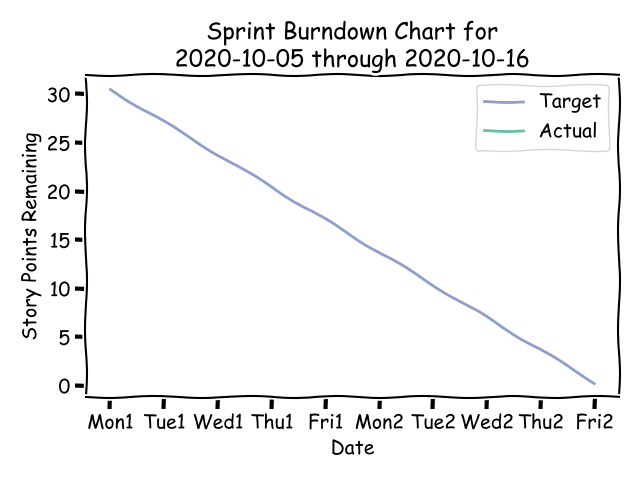 Sprint Burndown Chart for
2020-10-05 through 2020-10-16
Target
Actual
Story Points Remaining
30
25
20
15
10
5
0
Mon1 Tue1 Wed1 Thu1 Fri1 Mon2 Tue2 Wed2 Thu2 Fri2
Date